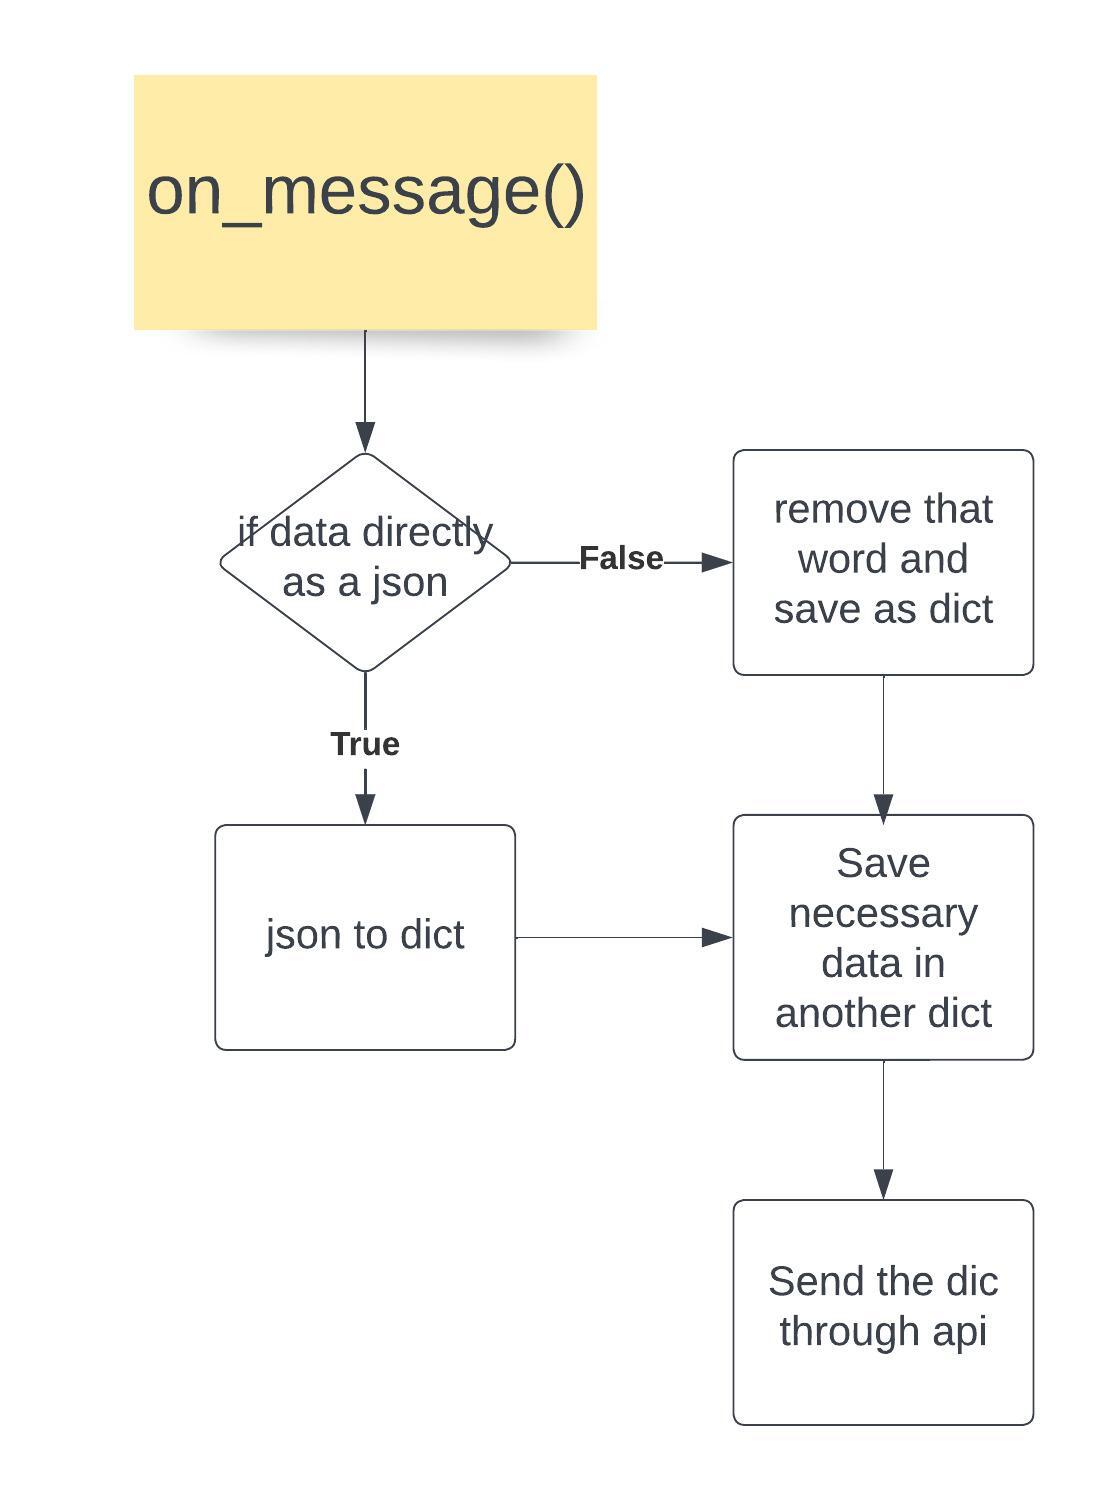 on_message()
if data directly
as a json
False
remove that
word and
save as dict
True
json to dict
Save
necessary
data in
another dict
Send the dic
through api